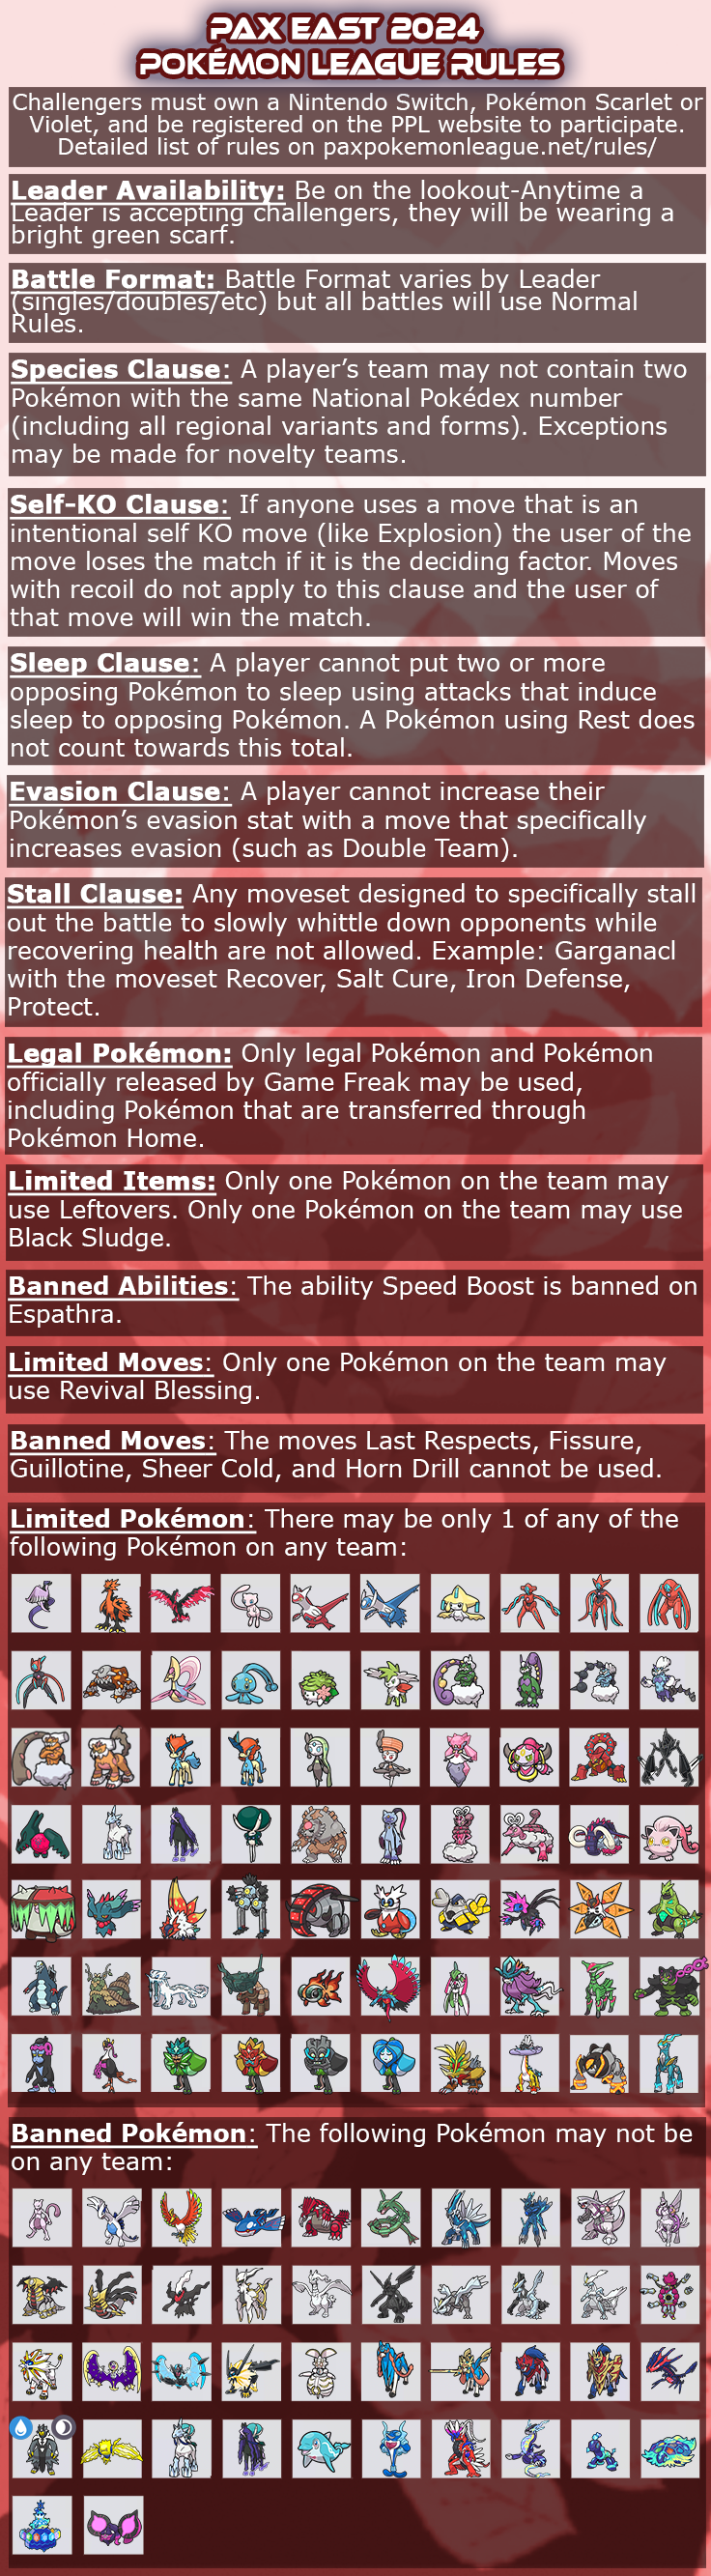 PAX EAST 2024
POKÉMON LEAGUE RULES
Challengers must own a Nintendo Switch, Pokémon Scarlet or
Violet, and be registered on the PPL website to participate.
Detailed list of rules on paxpokemonleague.net/rules/
Leader Availability: Be on the lookout-Anytime a
Leader is accepting challengers, they will be wearing a
bright green scarf.
Battle Format: Battle Format varies by Leader
(singles/doubles/etc) but all battles will use Normal
Rules.
Species Clause: A player’s team may not contain two
Pokémon with the same National Pokédex number
(including all regional variants and forms). Exceptions
may be made for novelty teams.
Self-KO Clause: If anyone uses a move that is an
intentional self KO move (like Explosion) the user of the
move loses the match if it is the deciding factor. Moves
with recoil do not apply to this clause and the user of
that move will win the match.
Sleep Clause: A player cannot put two or more
opposing Pokémon to sleep using attacks that induce
sleep to opposing Pokémon. A Pokémon using Rest does
not count towards this total.
Evasion Clause: A player cannot increase their
Pokémon’s evasion stat with a move that specifically
increases evasion (such as Double Team).
Stall Clause: Any moveset designed to specifically stall
out the battle to slowly whittle down opponents while
recovering health are not allowed. Example: Garganacl
with the moveset Recover, Salt Cure, Iron Defense,
Protect.
Legal Pokémon: Only legal Pokémon and Pokémon
officially released by Game Freak may be used,
including Pokémon that are transferred through
Pokémon Home.
Limited Items: Only one Pokémon on the team may
use Leftovers. Only one Pokémon on the team may use
Black Sludge.
Banned Abilities: The ability Speed Boost is banned on
Espathra.
Limited Moves: Only one Pokémon on the team may
use Revival Blessing.
Banned Moves: The moves Last Respects, Fissure,
Guillotine, Sheer Cold, and Horn Drill cannot be used.
Limited Pokémon: There may be only 1 of any of the
following Pokémon on any team:
Banned Pokémon: The following Pokémon may not be
on any team: